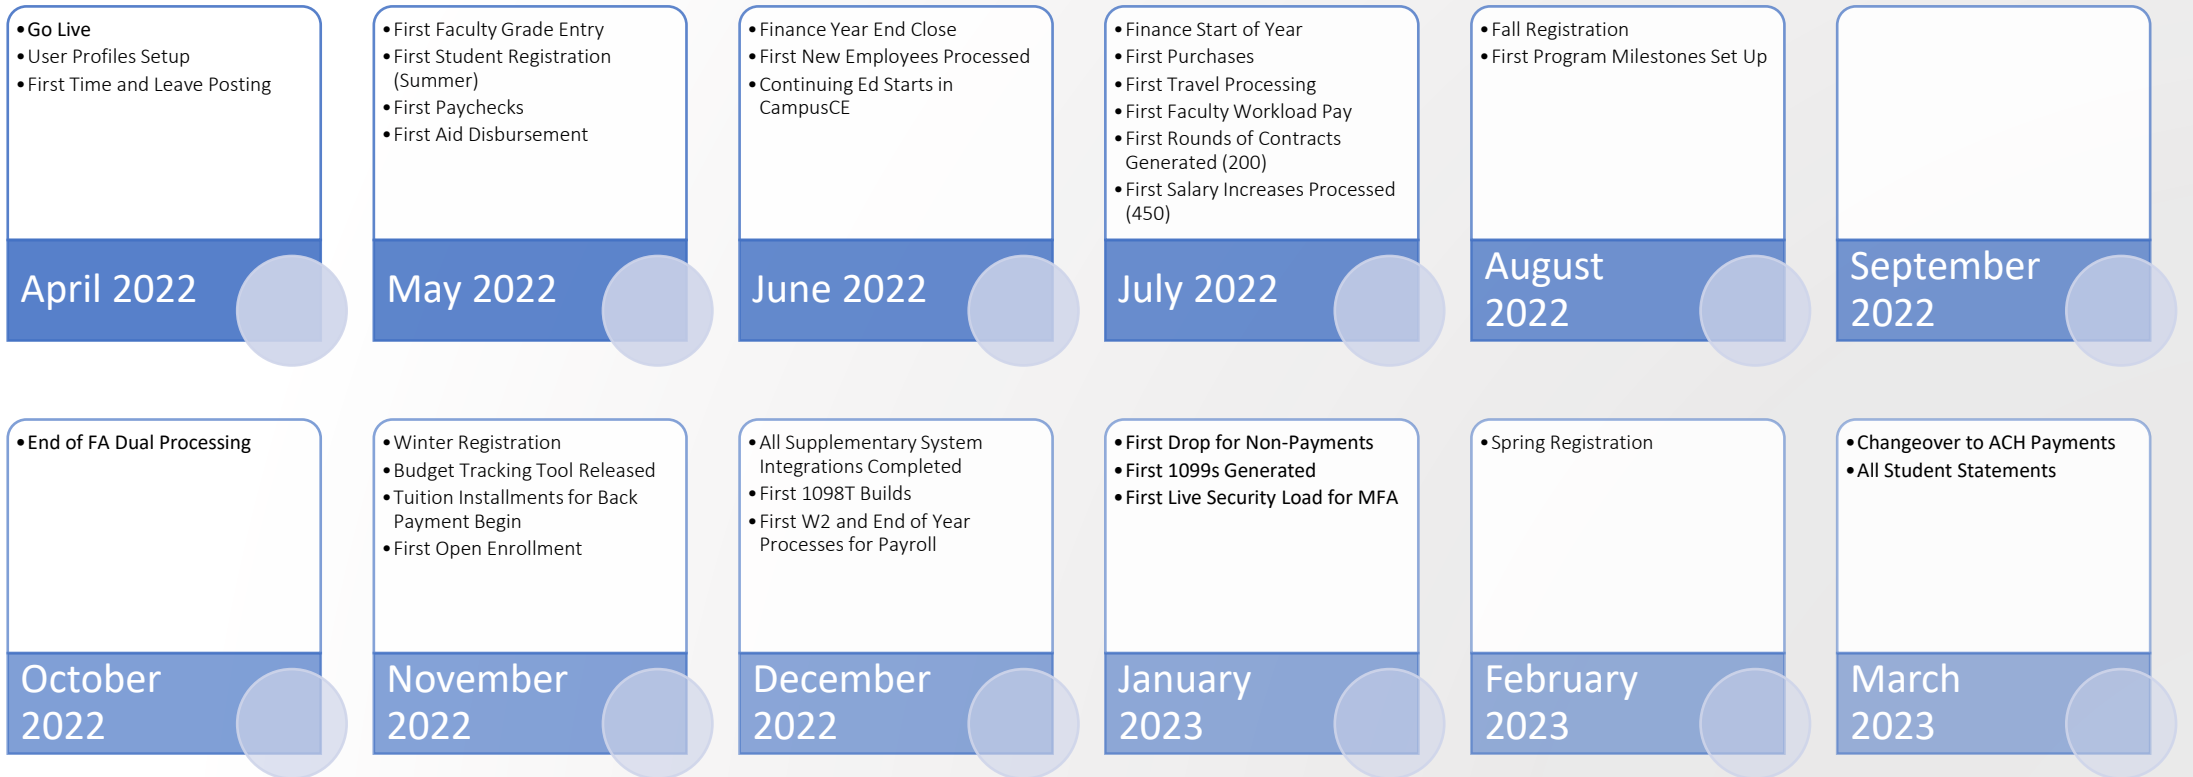 •Go Live
•User Profiles Setup
•First Time and Leave Posting
April 2022
•First Faculty Grade Entry
•First Student Registration
(Summer)
•First Paychecks
•First Aid Disbursement
May 2022
•Finance Year End Close
•First New Employees Processed
•Continuing Ed Starts in
CampusCE
June 2022
•Finance Start of Year
•First Purchases
•First Travel Processing
•First Faculty Workload Pay
•First Rounds of Contracts
Generated (200)
•First Salary Increases Processed
(450)
July 2022
•Fall Registration
•First Program Milestones Set Up
August
2022
September
2022
•End of FA Dual Processing
October
2022
•Winter Registration
•Budget Tracking Tool Released
•Tuition Installments for Back
Payment Begin
•First Open Enrollment
November
2022
•All Supplementary System
Integrations Completed
•First 1098T Builds
•First W2 and End of Year
Processes for Payroll
December
2022
•First Drop for Non-Payments
•First 1099s Generated
•First Live Security Load for MFA
January
2023
•Spring Registration
February
2023
•Changeover to ACH Payments
•All Student Statements
March
2023